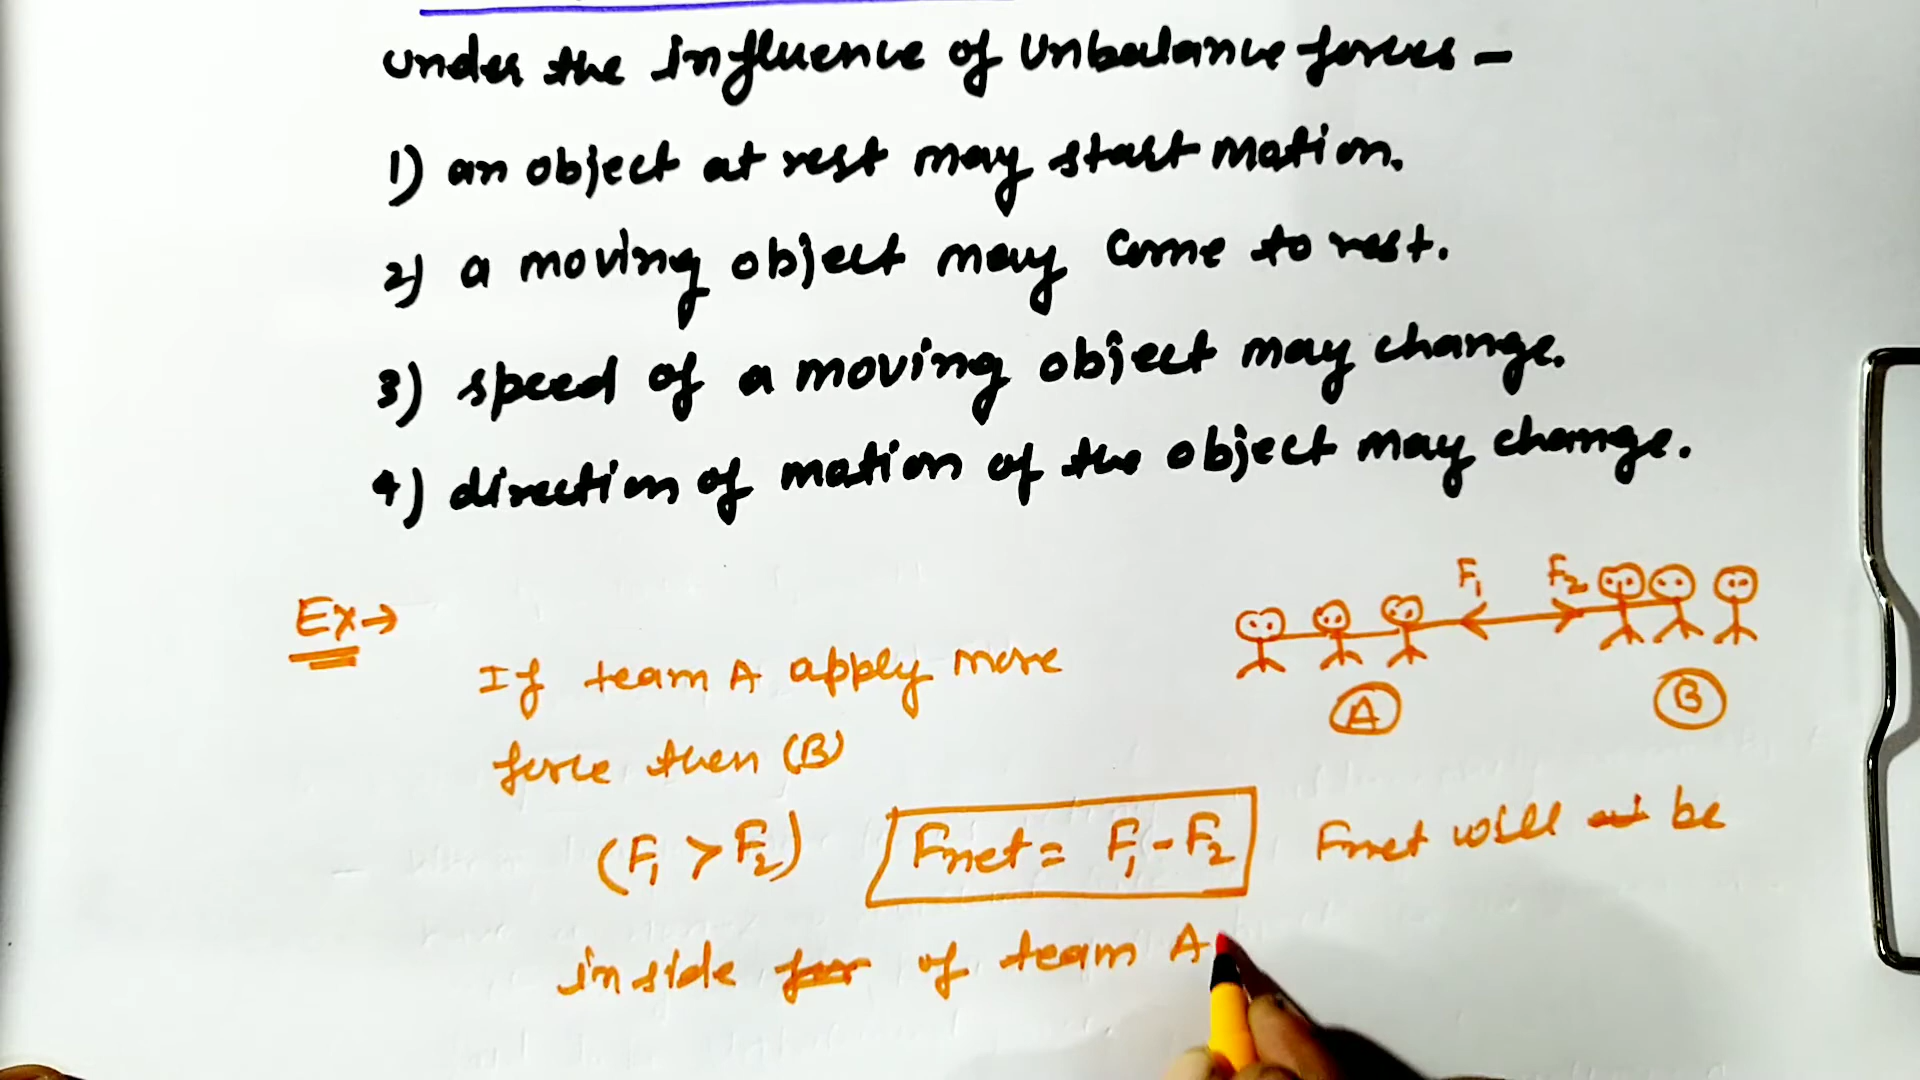 under the influence of Unbalance forces -
1) an object at rest may start motion.
2) a moving object may come to rest.
3) speed of a moving object may change.
4) direction of motion of the object may change.
Ex→
F₁ F₂
If team A apply more
A B
force then (B)
(F₁ > F₂) Fnet = F₁ - F₂ Fnet will be
inside of team A